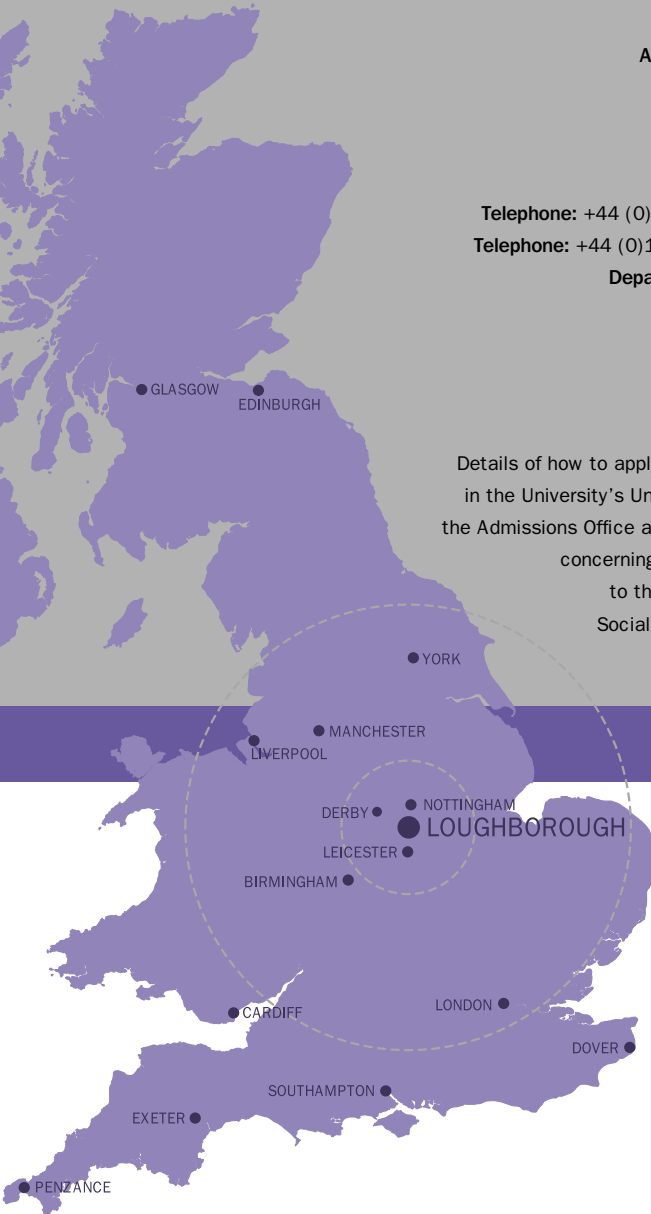 A
Telephone: +44 (0)
Telephone: +44 (0)1
Depa
GLASGOW
EDINBURGH
Details of how to appl
in the University's Un
the Admissions Office a
concerning
to th
Social
YORK
MANCHESTER
LIVERPOOL
NOTTINGHAM
DERBY
LOUGHBOROUGH
LEICESTER
BIRMINGHAM
LONDON
CARDIFF
DOVER
SOUTHAMPTON
EXETER
PENZANCE